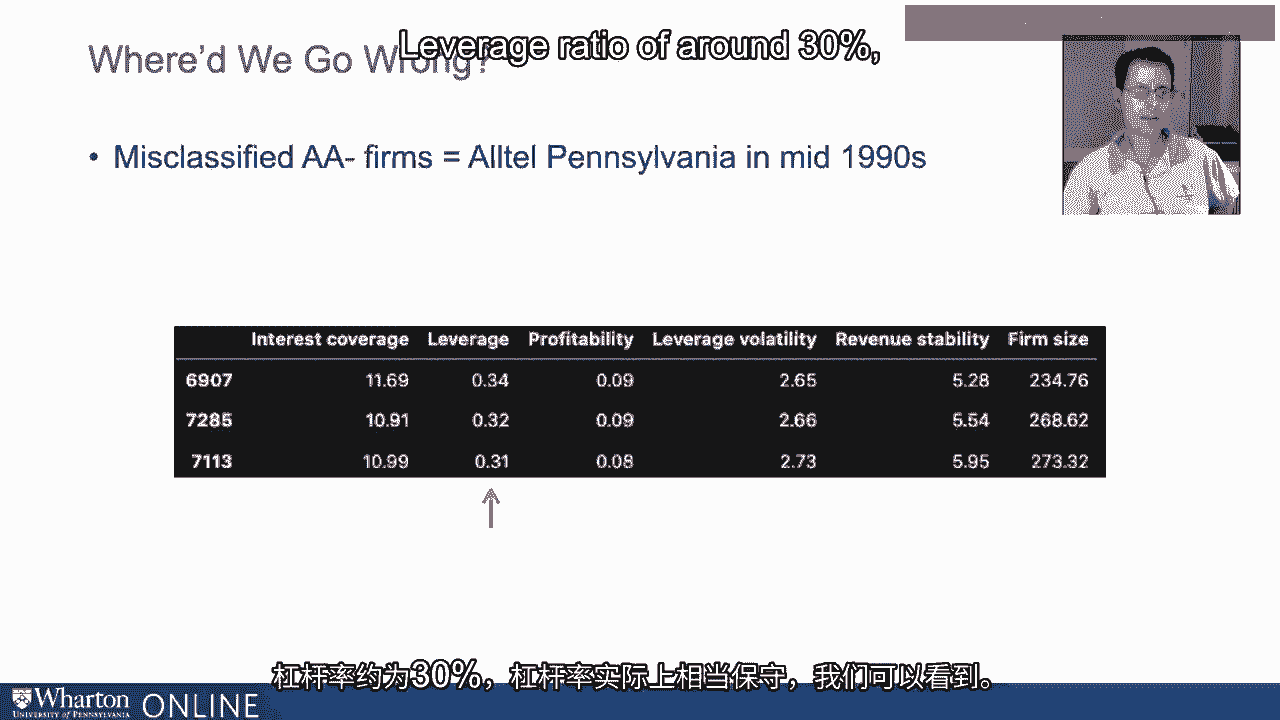 Leverage ratio of around 30%,
Where'd We Go Wrong?
• Misclassified AA- firms = Alltel Pennsylvania in mid 1990s
Interest coverage Leverage Profitability Leverage volatility Revenue stability Firm size
6907 11.69 0.34 0.09 2.65 5.28 234.76
7285 10.91 0.32 0.09 2.66 5.54 268.62
7113 10.99 0.31 0.08 2.73 5.95 273.32
杠杆率约为30%，杠杆率实际上相当保守，我们可以看到。
Wharton ONLINE
UNIVERSITY of PENNSYLVANIA